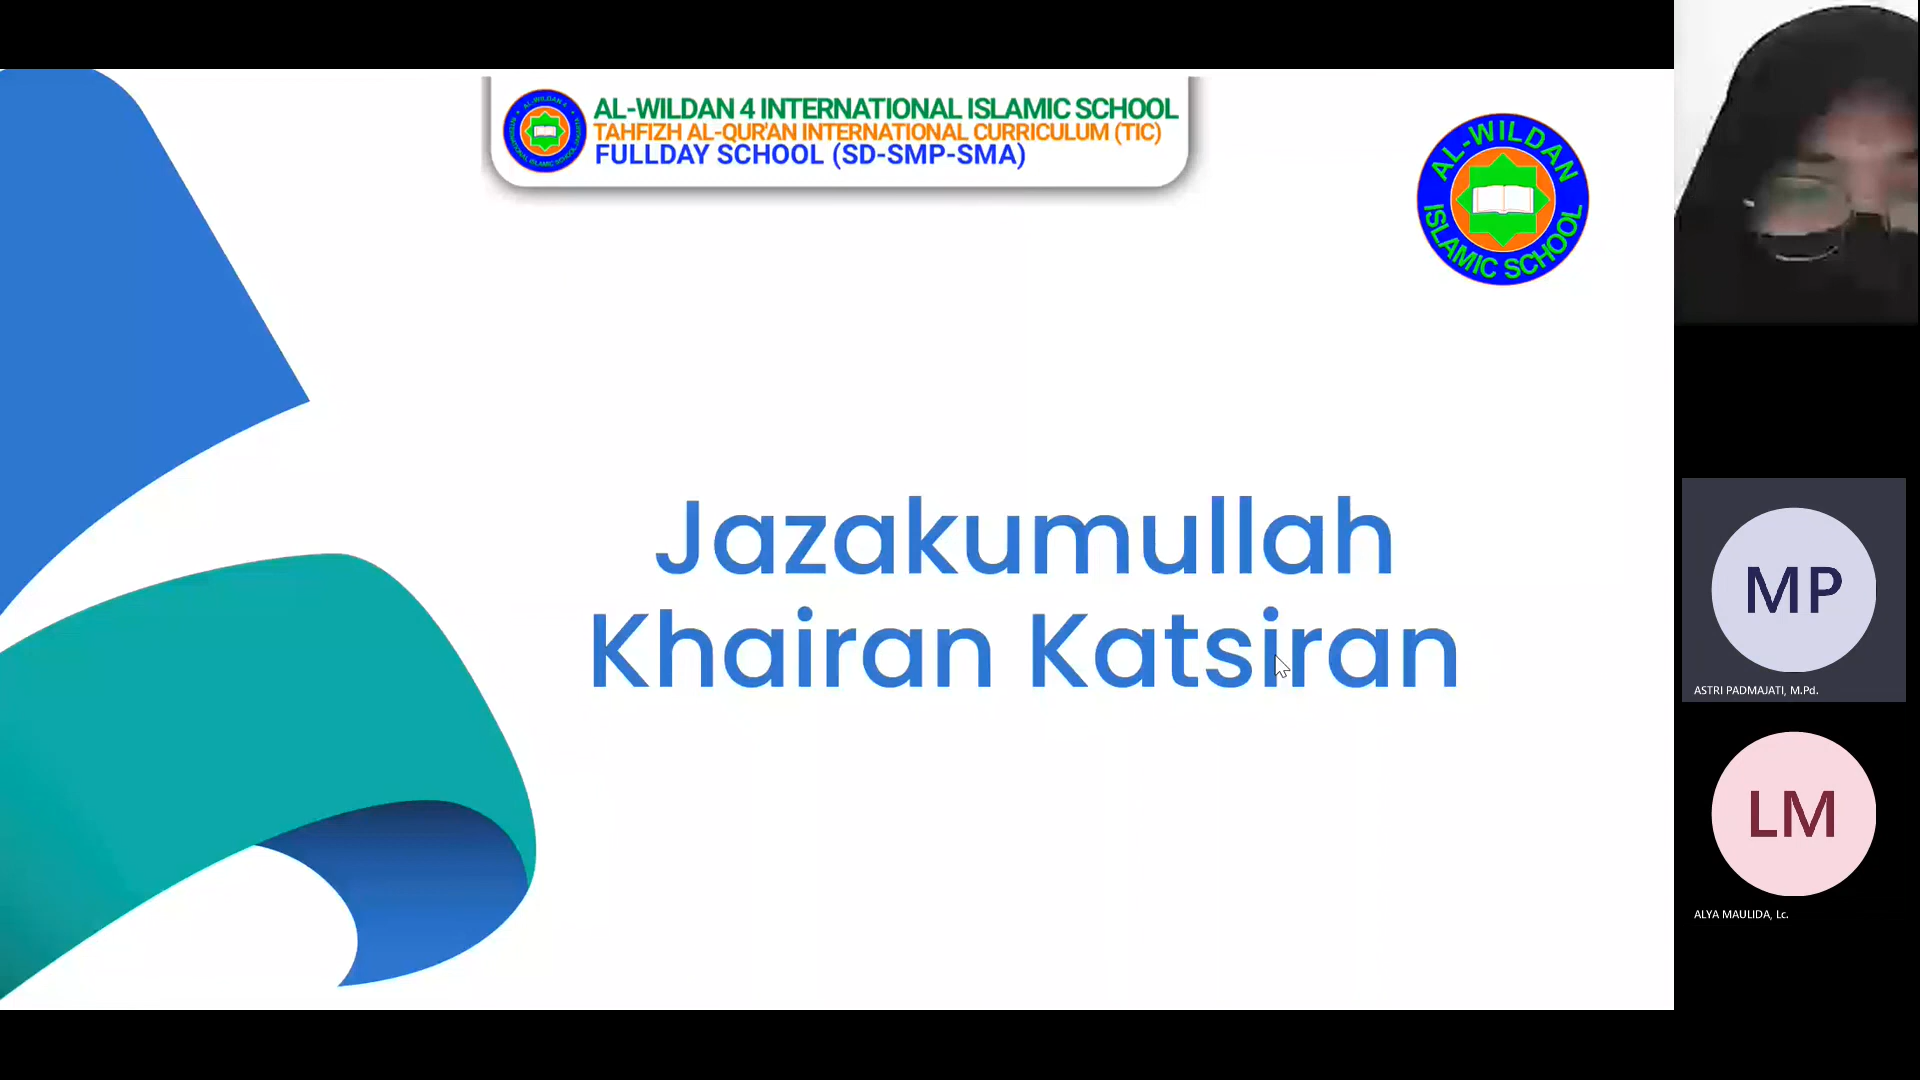 AL-WILDAN 4 INTERNATIONAL ISLAMIC SCHOOL
TAHFIZH AL-QUR'AN INTERNATIONAL CURRICULUM (TIC)
FULLDAY SCHOOL (SD-SMP-SMA)
AL-WILDAN
ISLAMIC SCHOOL
Jazakumullah
Khairan Katsiran
MP
ASTRI PADMAJATI, M.Pd.
LM
ALYA MAULIDA, Lc.